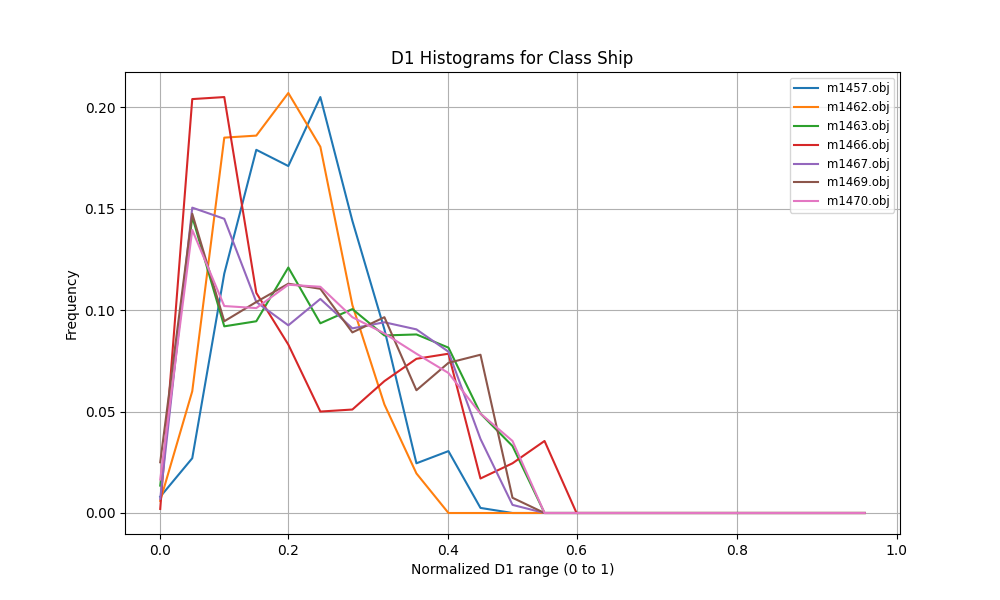 D1 Histograms for Class Ship
m1457.obj
m1462.obj
m1463.obj
m1466.obj
m1467.obj
m1469.obj
m1470.obj
Frequency
0.20
0.15
0.10
0.05
0.00
0.0 0.2 0.4 0.6 0.8 1.0
Normalized D1 range (0 to 1)